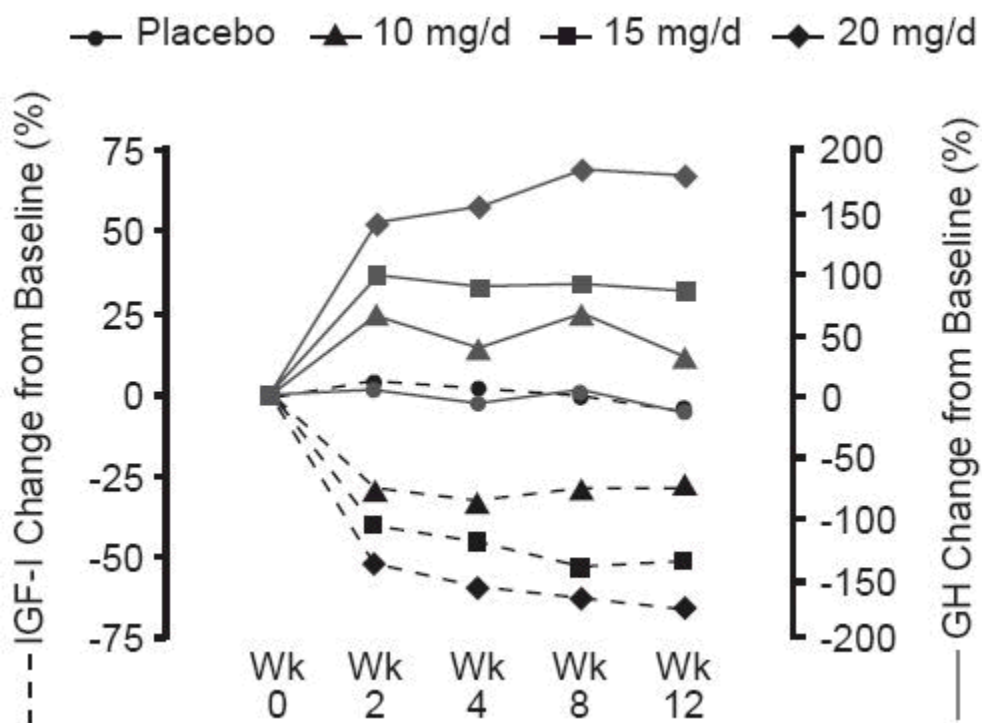 Placebo 10 mg/d 15 mg/d 20 mg/d
IGF-I Change from Baseline (%)
75
50
25
0
-25
-50
-75
200
150
100
50
0
-50
-100
-150
-200
GH Change from Baseline (%)
Wk 0
Wk 2
Wk 4
Wk 8
Wk 12